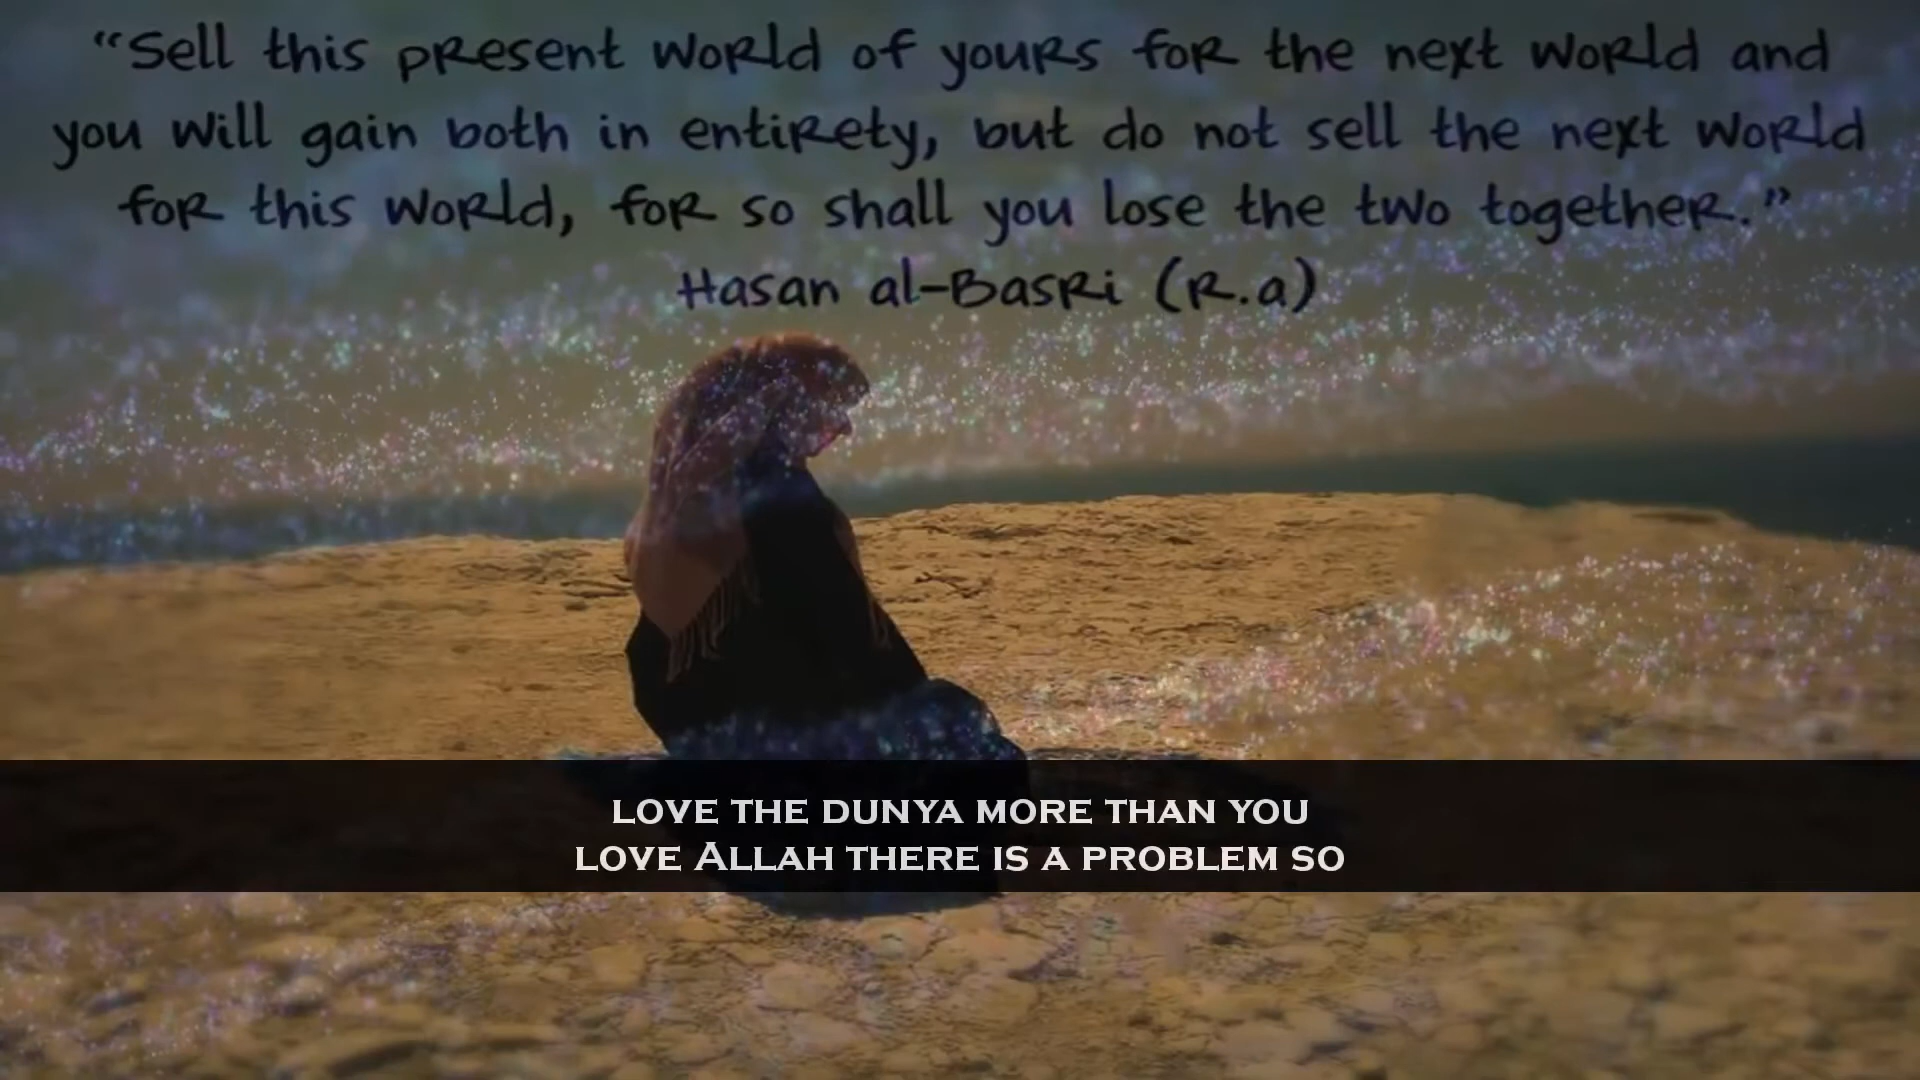 “Sell this present world of yours for the next world and
you will gain both in entirety, but do not sell the next world
for this world, for so shall you lose the two together.”
Hasan al-Basri (R.a)
LOVE THE DUNYA MORE THAN YOU
LOVE ALLAH THERE IS A PROBLEM SO